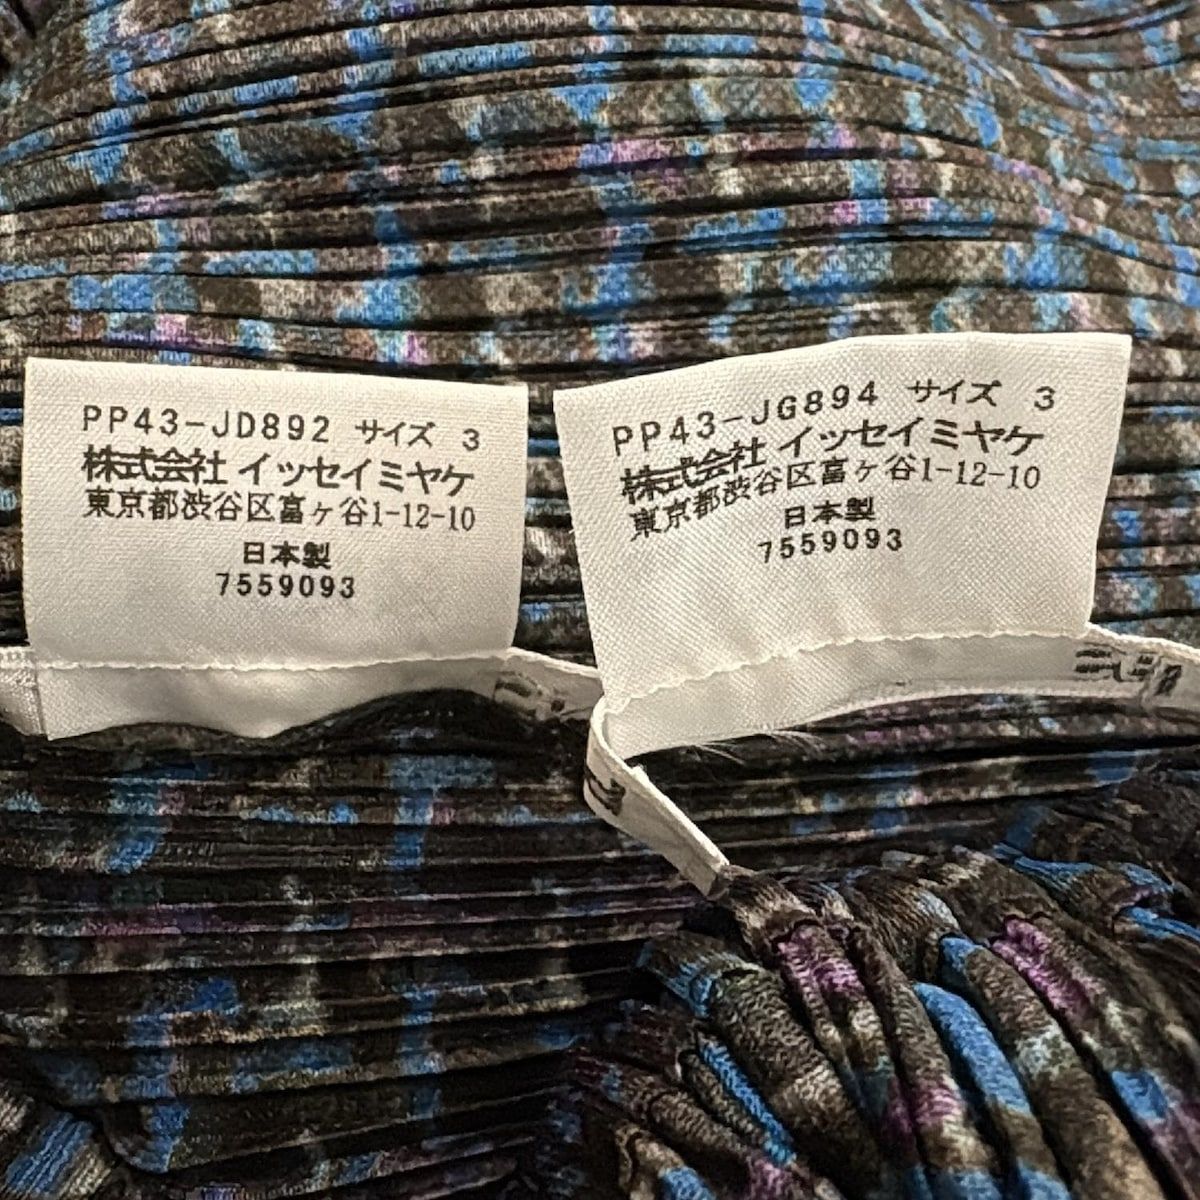 PP43-JD892 サイズ 3
株式会社 イッセイミヤケ
東京都渋谷区富ヶ谷1-12-10
日本製
7559093
PP43-JG894 サイズ 3
株式会社 イッセイミヤケ
東京都渋谷区富ヶ谷1-12-10
日本製
7559093